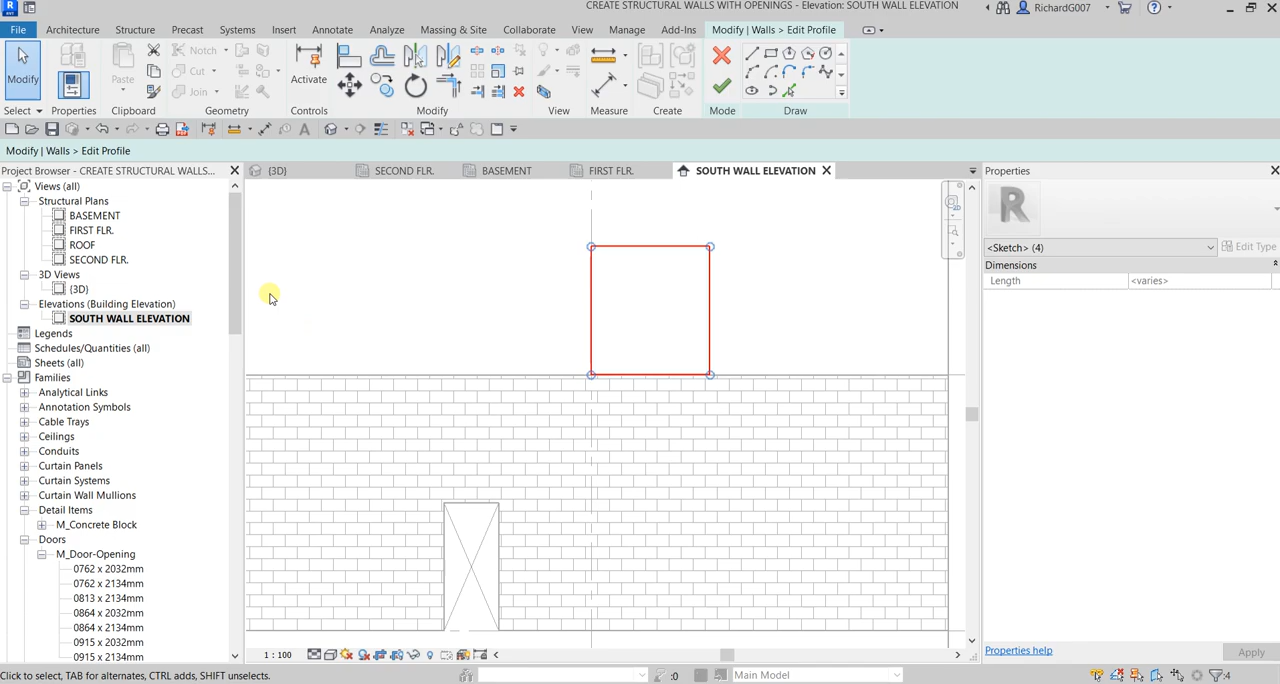 CREATE STRUCTURAL WALLS WITH OPENINGS - Elevation: SOUTH WALL ELEVATION
RichardG007
File Architecture Structure Precast Systems Insert Annotate Analyze Massing & Site Collaborate View Manage Add-Ins Modify | Walls > Edit Profile
Modify
Paste
Notch
Cut
Join
Activate
Select Properties Clipboard Geometry Controls Modify View Measure Create Mode Draw
Modify | Walls > Edit Profile
Project Browser - CREATE STRUCTURAL WALLS...
{3D} SECOND FLR. BASEMENT FIRST FLR. SOUTH WALL ELEVATION
Properties
Views (all)
Structural Plans
BASEMENT
FIRST FLR.
ROOF
SECOND FLR.
3D Views
{3D}
Elevations (Building Elevation)
SOUTH WALL ELEVATION
Legends
Schedules/Quantities (all)
Sheets (all)
Families
Analytical Links
Annotation Symbols
Cable Trays
Ceilings
Conduits
Curtain Panels
Curtain Systems
Curtain Wall Mullions
Detail Items
M_Concrete Block
Doors
M_Door-Opening
0762 x 2032mm
0762 x 2134mm
0813 x 2134mm
0864 x 2032mm
0864 x 2134mm
0915 x 2032mm
0915 x 2134mm
R
<Sketch> (4)
Edit Type
Dimensions
Length <varies>
1 : 100
Properties help
Apply
Click to select, TAB for alternates, CTRL adds, SHIFT unselects.
:0
Main Model
:4